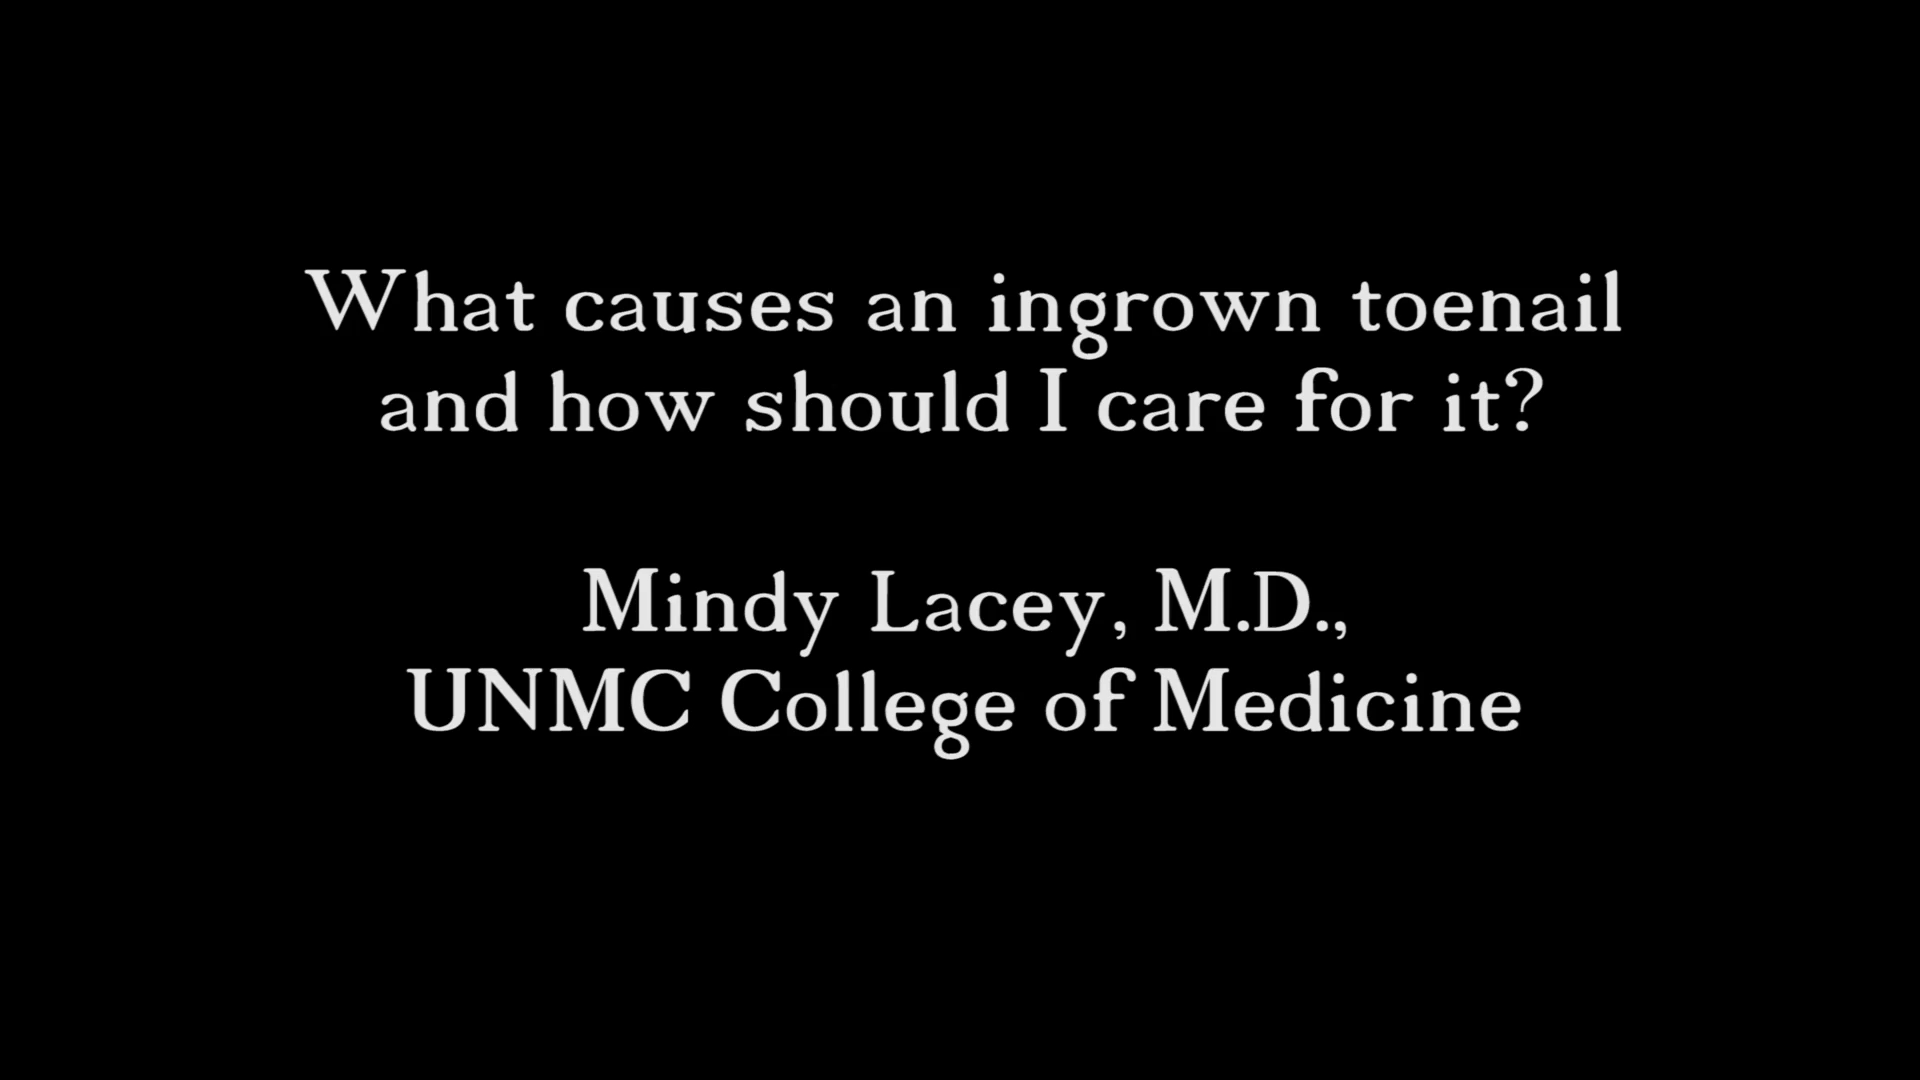 What causes an ingrown toenail
and how should I care for it?
Mindy Lacey, M.D.,
UNMC College of Medicine